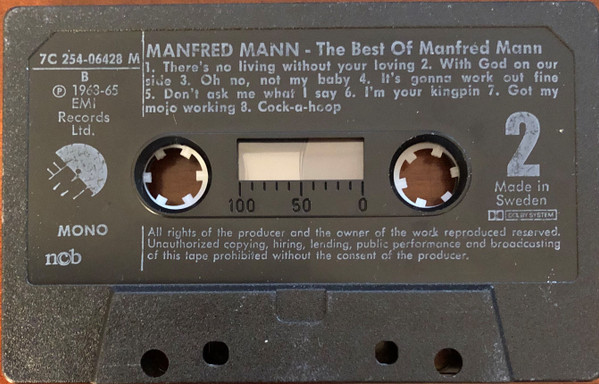 7C 254-06428 M
B
℗ 1963-65
EMI
Records
Ltd.
MONO
ncb
MANFRED MANN - The Best Of Manfred Mann
1. There's no living without your loving 2. With God on our
side 3. Oh no, not my baby 4. It's gonna work out fine
5. Don't ask me what I say 6. I'm your kingpin 7. Got my
mojo working 8. Cock-a-hoop
100 50 0
2
Made in
Sweden
DOLBY SYSTEM
All rights of the producer and the owner of the work reproduced reserved.
Unauthorized copying, hiring, lending, public performance and broadcasting
of this tape prohibited without the consent of the producer.